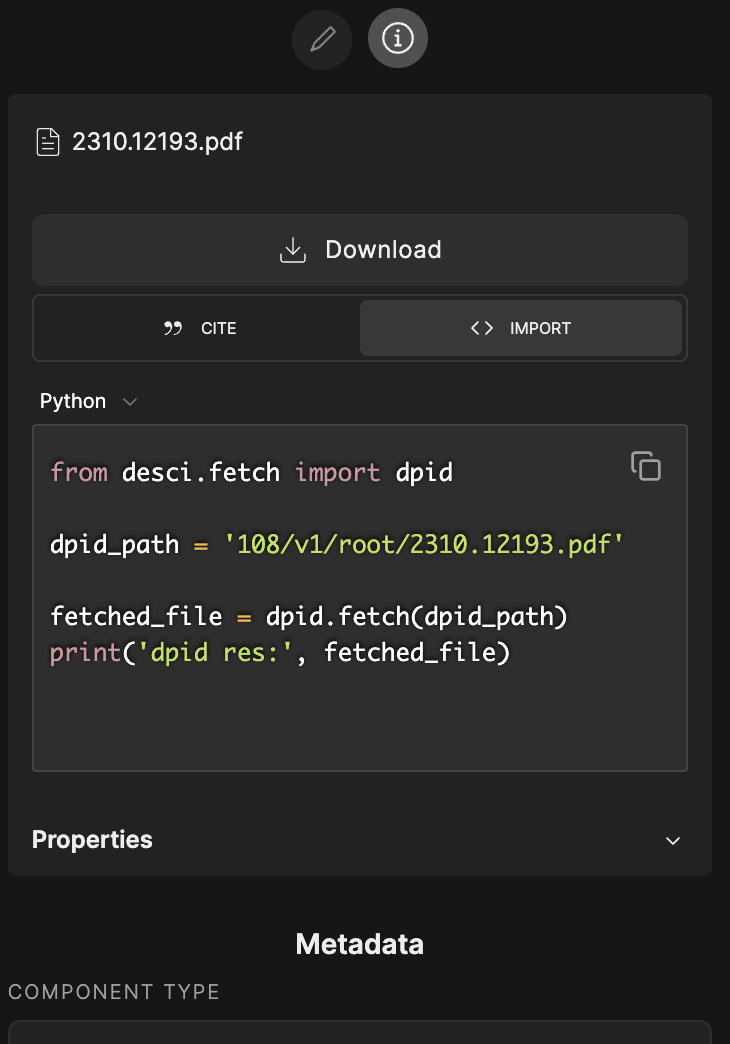 2310.12193.pdf
Download
CITE
IMPORT
Python
from desci.fetch import dpid
dpid_path = '108/v1/root/2310.12193.pdf'
fetched_file = dpid.fetch(dpid_path)
print('dpid res:', fetched_file)
Properties
Metadata
COMPONENT TYPE